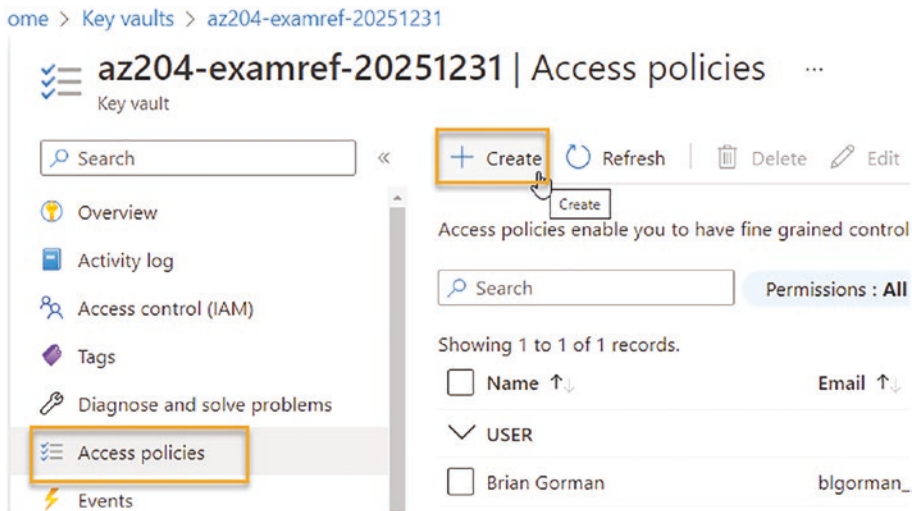 ome > Key vaults > az204-examref-20251231
az204-examref-20251231 | Access policies ...
Key vault
Search «
+ Create Refresh Delete Edit
Create
Overview
Activity log
Access control (IAM)
Tags
Diagnose and solve problems
Access policies
Events
Access policies enable you to have fine grained control
Search Permissions : All
Showing 1 to 1 of 1 records.
Name ↑↓ Email ↑↓
USER
Brian Gorman blgorman_